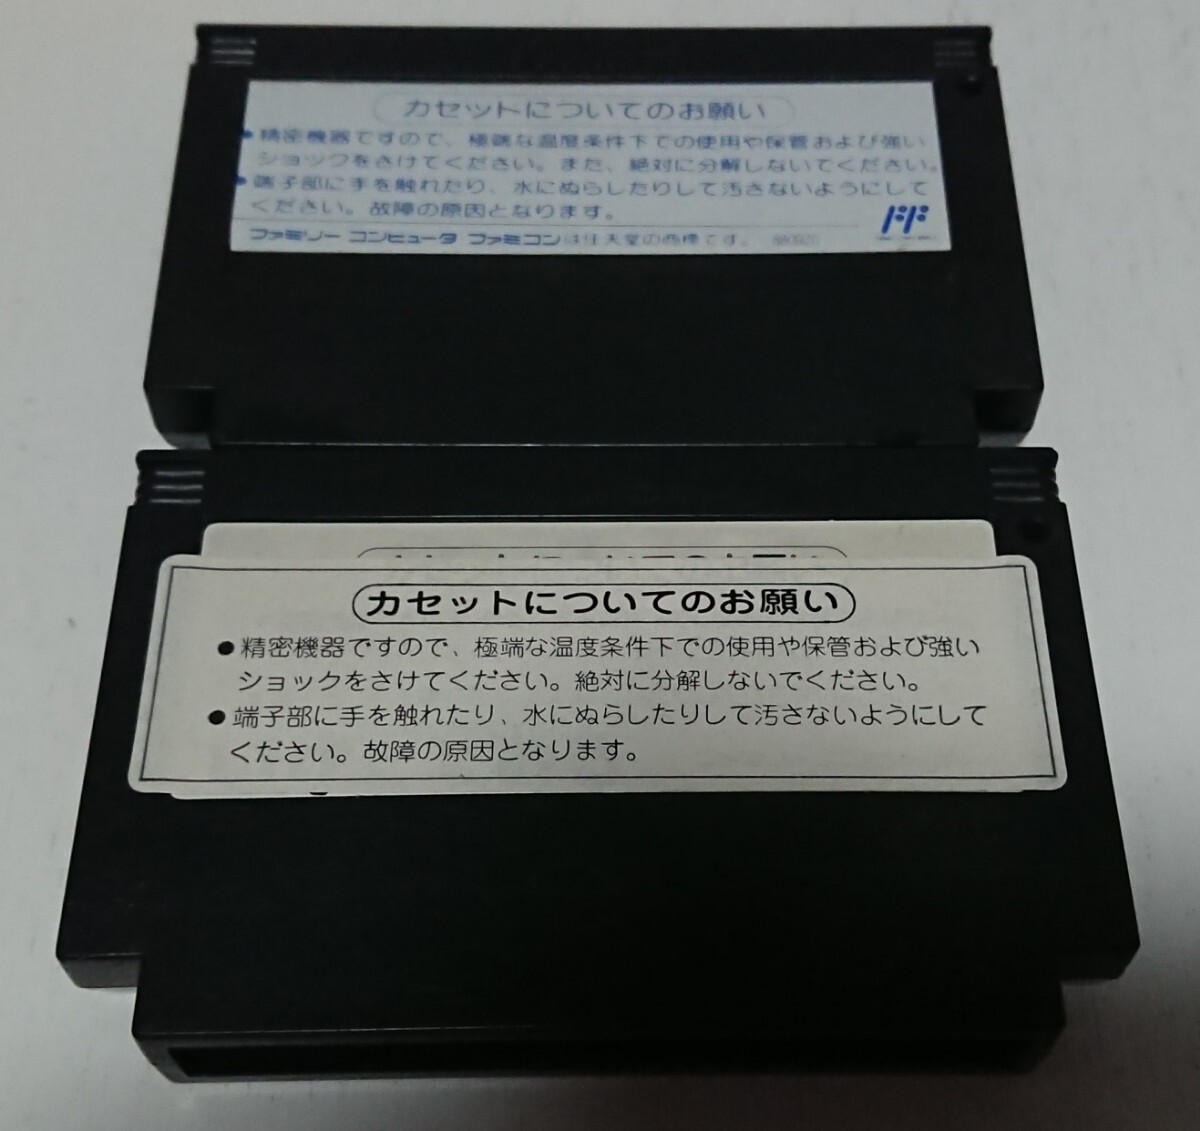 カセットについてのお願い
●精密機器ですので、極端な温度条件下での使用や保管および強い
ショックをさけてください。また、絶対に分解しないでください。
●端子部に手を触れたり、水にぬらしたりして汚さないようにして
ください。故障の原因となります。
ファミリー コンピュータ ファミコンは任天堂の商標です。
カセットについてのお願い
●精密機器ですので、極端な温度条件下での使用や保管および強い
ショックをさけてください。絶対に分解しないでください。
●端子部に手を触れたり、水にぬらしたりして汚さないようにして
ください。故障の原因となります。